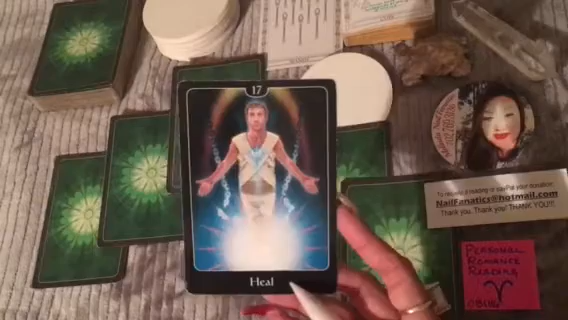 17
Heal
To receive a reading or payPal your donation:
NailFanatics@hotmail.com
Thank you. Thank you! THANK YOU!!!
PERSONAL
ROMANCE
READING